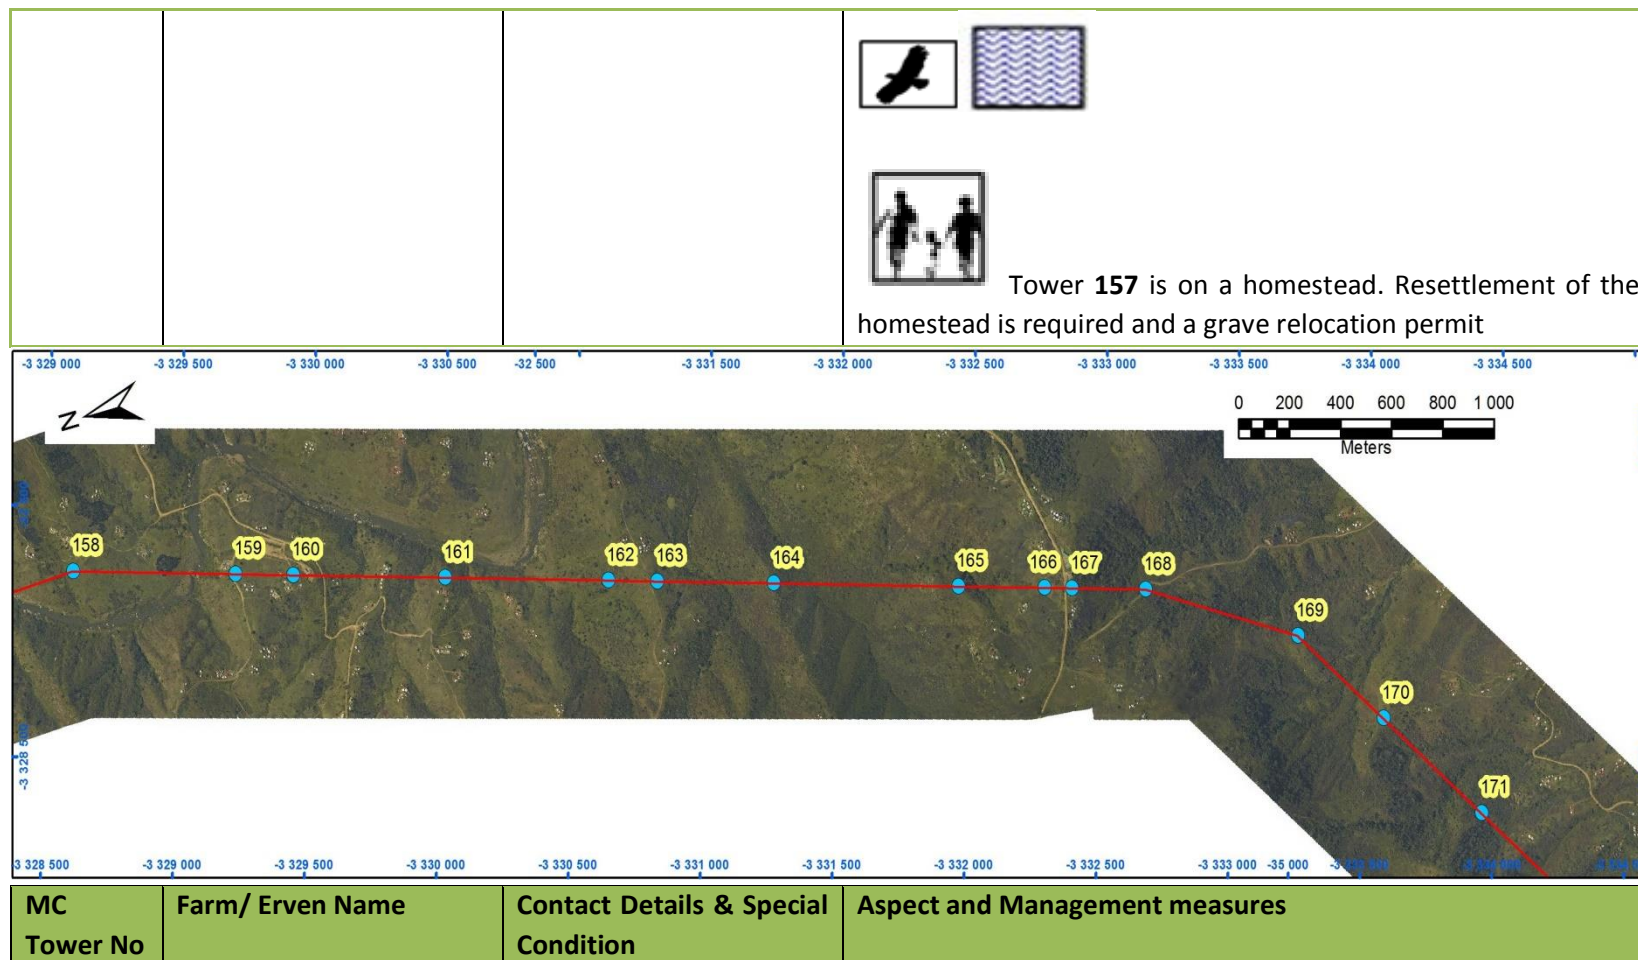 Tower 157 is on a homestead. Resettlement of the
homestead is required and a grave relocation permit
-3 329 000 -3 329 500 -3 330 000 -3 330 500 -32 500 -3 331 500 -3 332 000 -3 332 500 -3 333 000 -3 333 500 -3 334 000 -3 334 500
N
0 200 400 600 800 1 000
Meters
158 159 160 161 162 163 164 165 166 167 168
169
170
171
-3 328 500
3 328 500 -3 329 000 -3 329 500 -3 330 000 -3 330 500 -3 331 000 -3 331 500 -3 332 000 -3 332 500 -3 333 000 -35 000
MC Farm/ Erven Name Contact Details & Special Aspect and Management measures
Tower No Condition